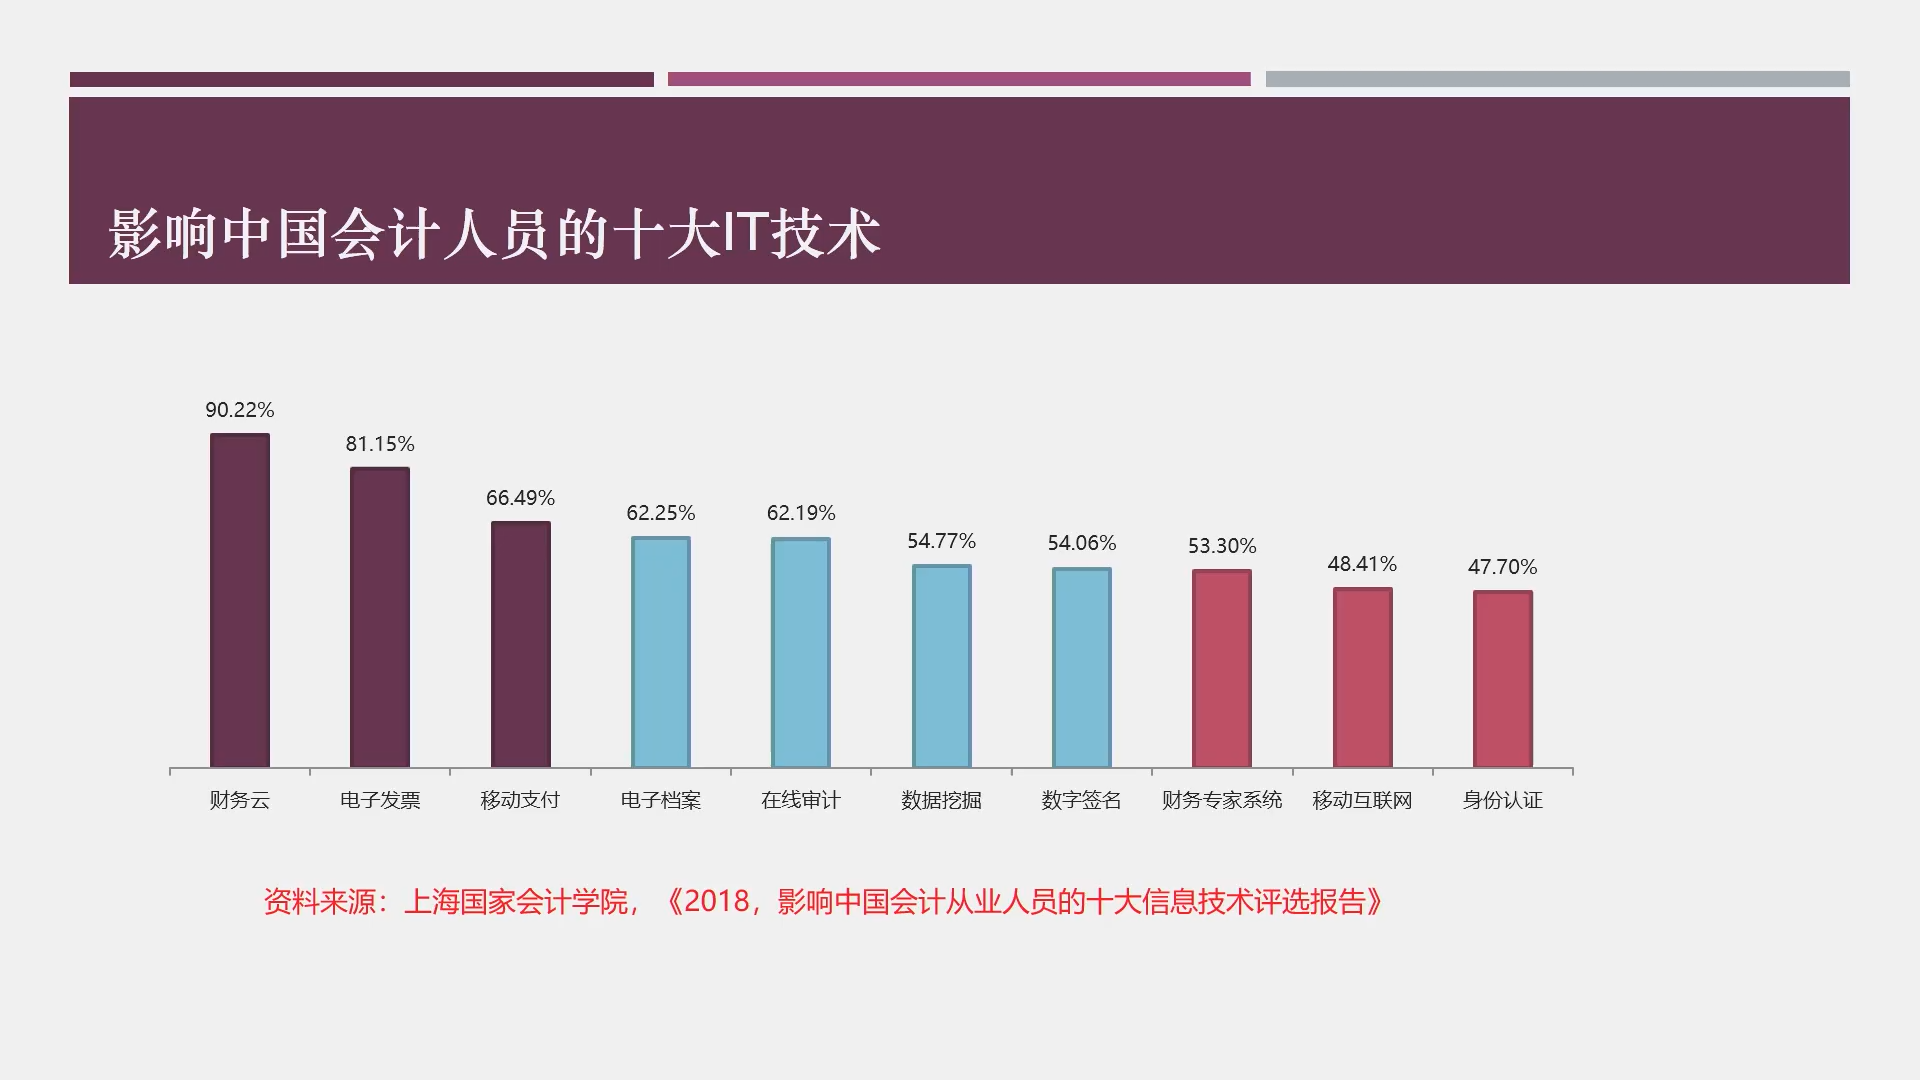 影响中国会计人员的十大IT技术
90.22%
81.15%
66.49%
62.25%
62.19%
54.77%
54.06%
53.30%
48.41%
47.70%
财务云
电子发票
移动支付
电子档案
在线审计
数据挖掘
数字签名
财务专家系统
移动互联网
身份认证
资料来源：上海国家会计学院，《2018，影响中国会计从业人员的十大信息技术评选报告》